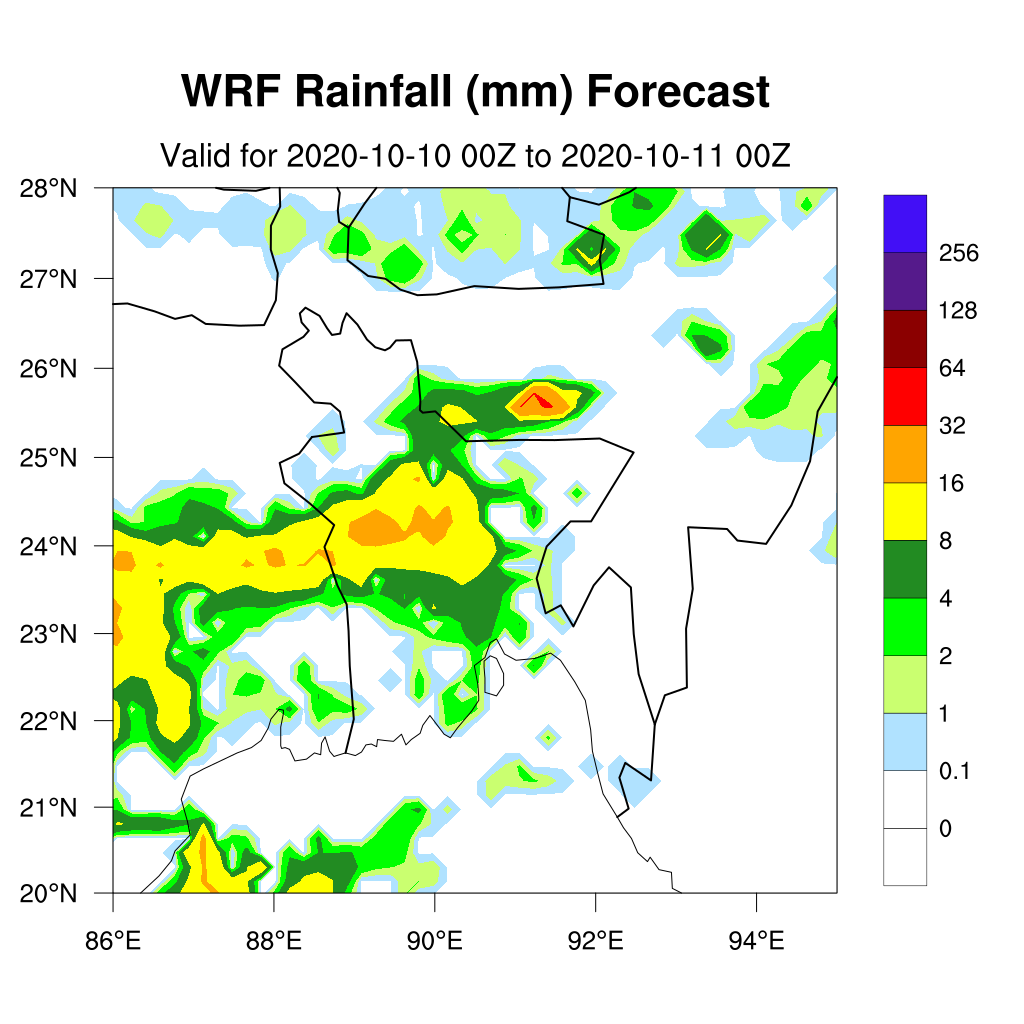 WRF Rainfall (mm) Forecast
Valid for 2020-10-10 00Z to 2020-10-11 00Z
28°N
27°N
26°N
25°N
24°N
23°N
22°N
21°N
20°N
86°E 88°E 90°E 92°E 94°E
256
128
64
32
16
8
4
2
1
0.1
0